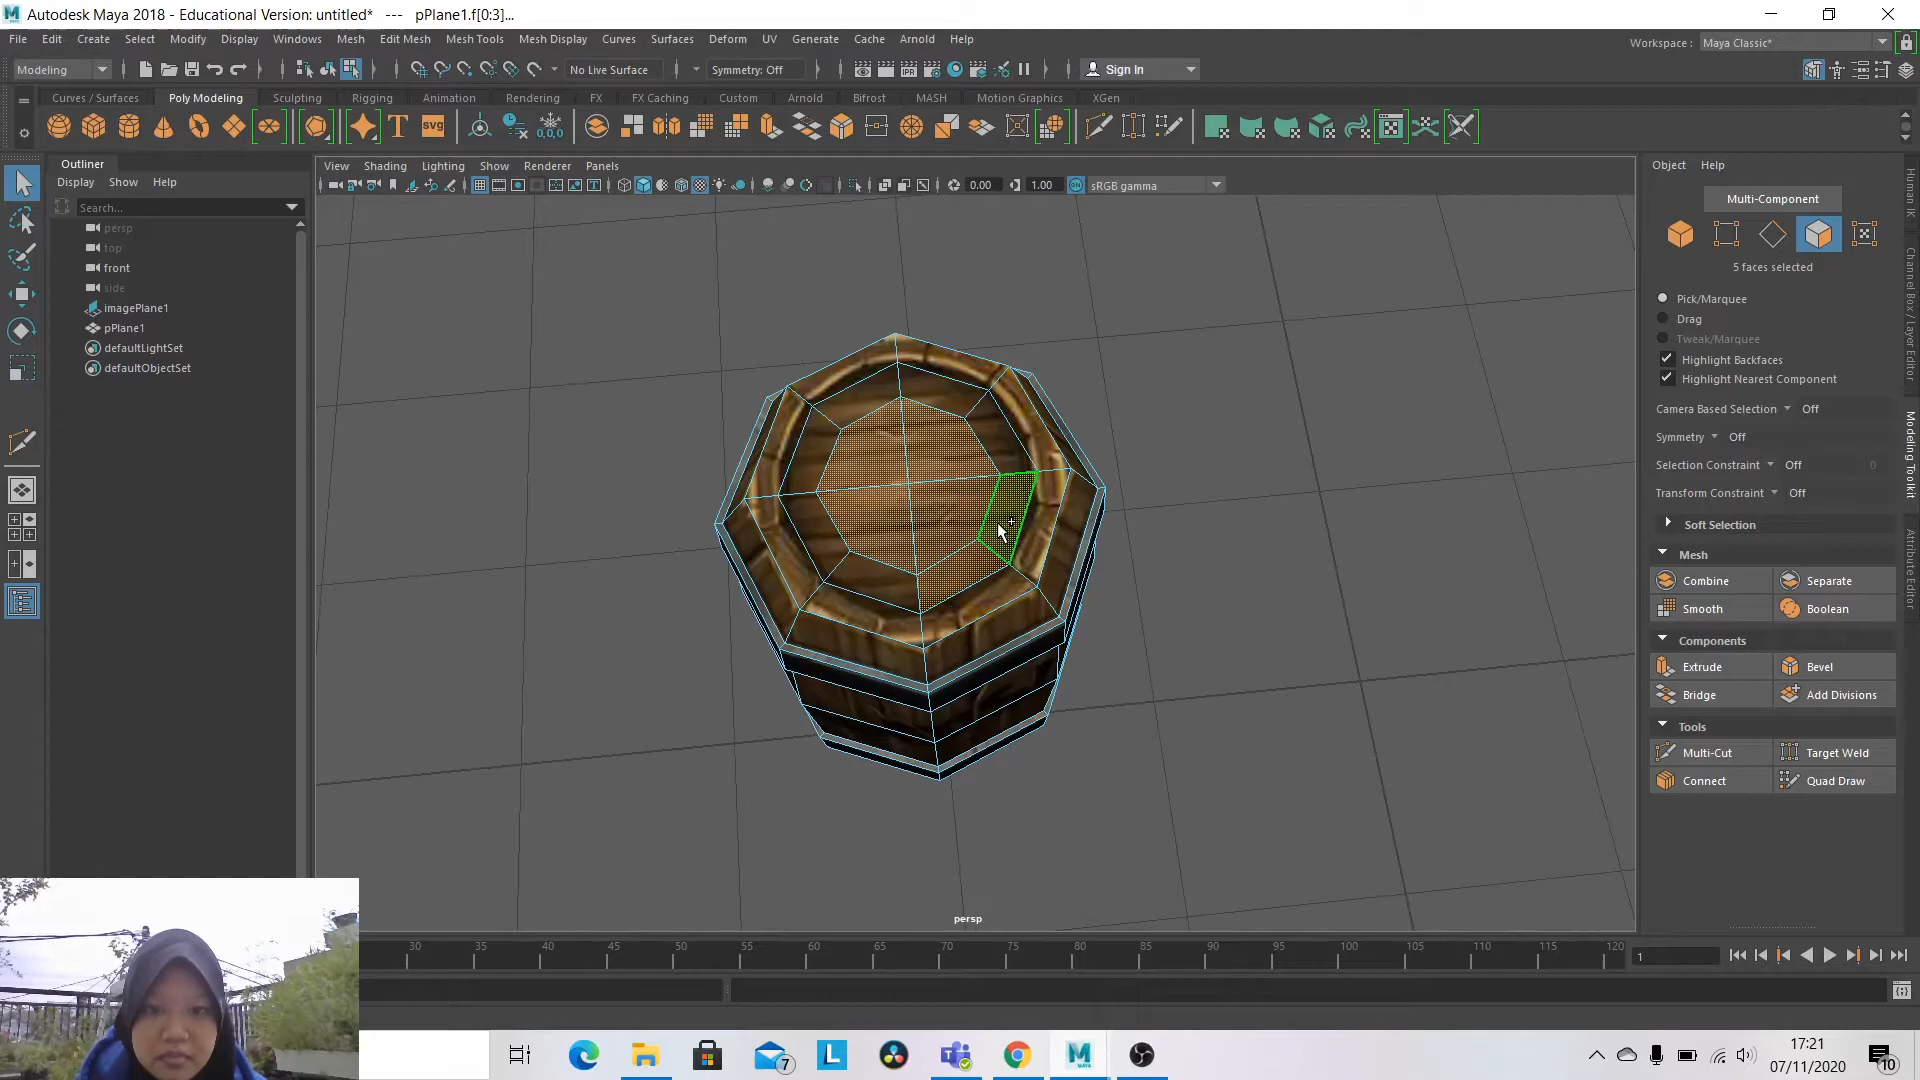 Autodesk Maya 2018 - Educational Version: untitled*   ---   pPlane1.f[0:3]...
File Edit Create Select Modify Display Windows Mesh Edit Mesh Mesh Tools Mesh Display Curves Surfaces Deform UV Generate Cache Arnold Help
Workspace : Maya Classic*
Modeling
No Live Surface
Symmetry: Off
Sign In
Curves / Surfaces Poly Modeling Sculpting Rigging Animation Rendering FX FX Caching Custom Arnold Bifrost MASH Motion Graphics XGen
T svg 0,0,0
Outliner
Display Show Help
Search...
persp
top
front
side
imagePlane1
pPlane1
defaultLightSet
defaultObjectSet
View Shading Lighting Show Renderer Panels
0.00 1.00 ON sRGB gamma
persp
Object Help
Multi-Component
5 faces selected
Pick/Marquee
Drag
Tweak/Marquee
Highlight Backfaces
Highlight Nearest Component
Camera Based Selection Off
Symmetry Off
Selection Constraint Off 0
Transform Constraint Off
Soft Selection
Mesh
Combine Separate
Smooth Boolean
Components
Extrude Bevel
Bridge Add Divisions
Tools
Multi-Cut Target Weld
Connect Quad Draw
Human IK
Channel Box / Layer Editor
Modeling Toolkit
Attribute Editor
30 35 40 45 50 55 60 65 70 75 80 85 90 95 100 105 110 115 120
1
7
L
MAYA
17:21
07/11/2020
10